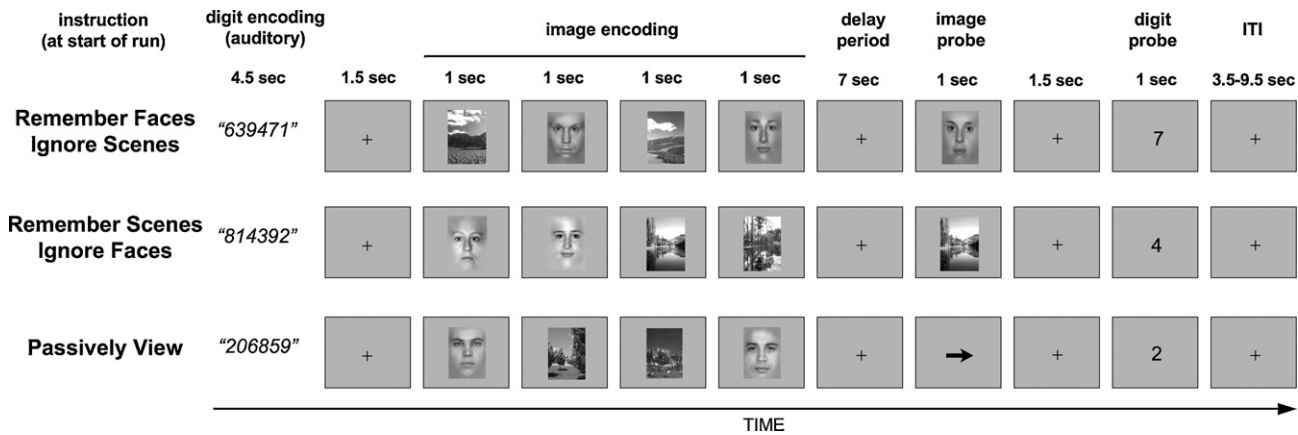 instruction
(at start of run)
digit encoding
(auditory)
image encoding
delay
period
image
probe
digit
probe
ITI
4.5 sec
1.5 sec
1 sec
1 sec
1 sec
1 sec
7 sec
1 sec
1.5 sec
1 sec
3.5-9.5 sec
Remember Faces
Ignore Scenes
“639471”
+
+
+
7
+
Remember Scenes
Ignore Faces
“814392”
+
+
+
4
+
Passively View
“206859”
+
+
+
2
+
TIME